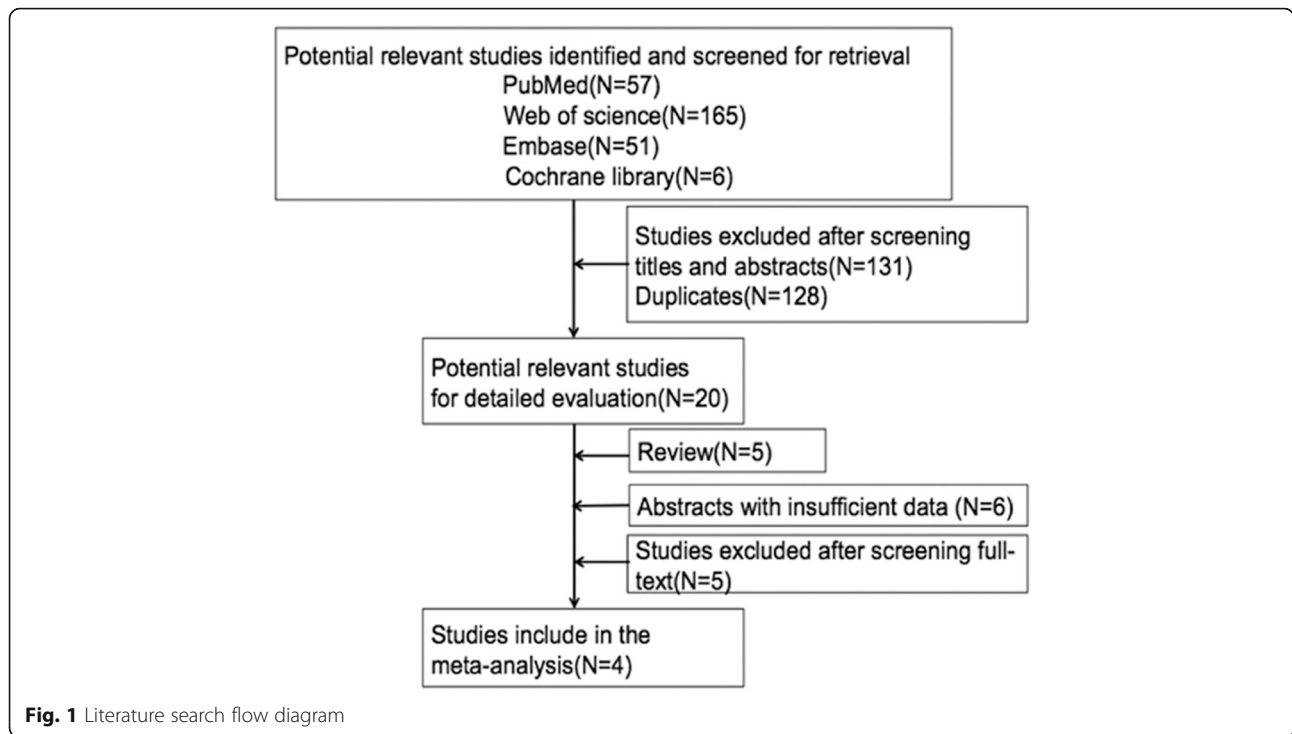 Potential relevant studies identified and screened for retrieval
PubMed(N=57)
Web of science(N=165)
Embase(N=51)
Cochrane library(N=6)
Studies excluded after screening
titles and abstracts(N=131)
Duplicates(N=128)
Potential relevant studies
for detailed evaluation(N=20)
Review(N=5)
Abstracts with insufficient data (N=6)
Studies excluded after screening full-
text(N=5)
Studies include in the
meta-analysis(N=4)
Fig. 1 Literature search flow diagram